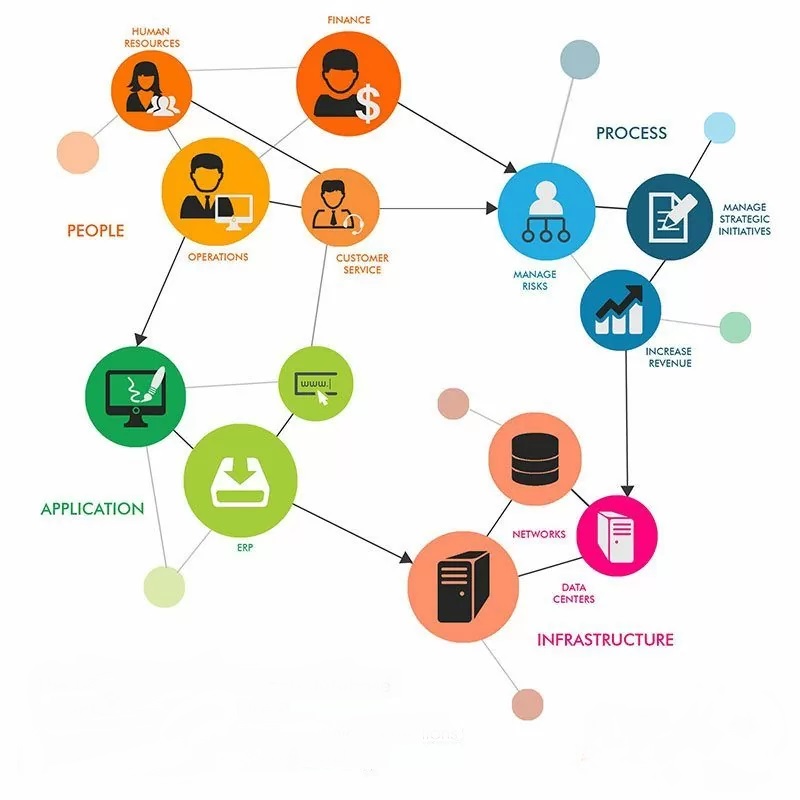 HUMAN
RESOURCES
FINANCE
$
PEOPLE
OPERATIONS
CUSTOMER
SERVICE
PROCESS
MANAGE
STRATEGIC
INITIATIVES
MANAGE
RISKS
INCREASE
REVENUE
www.
APPLICATION
ERP
NETWORKS
DATA
CENTERS
INFRASTRUCTURE